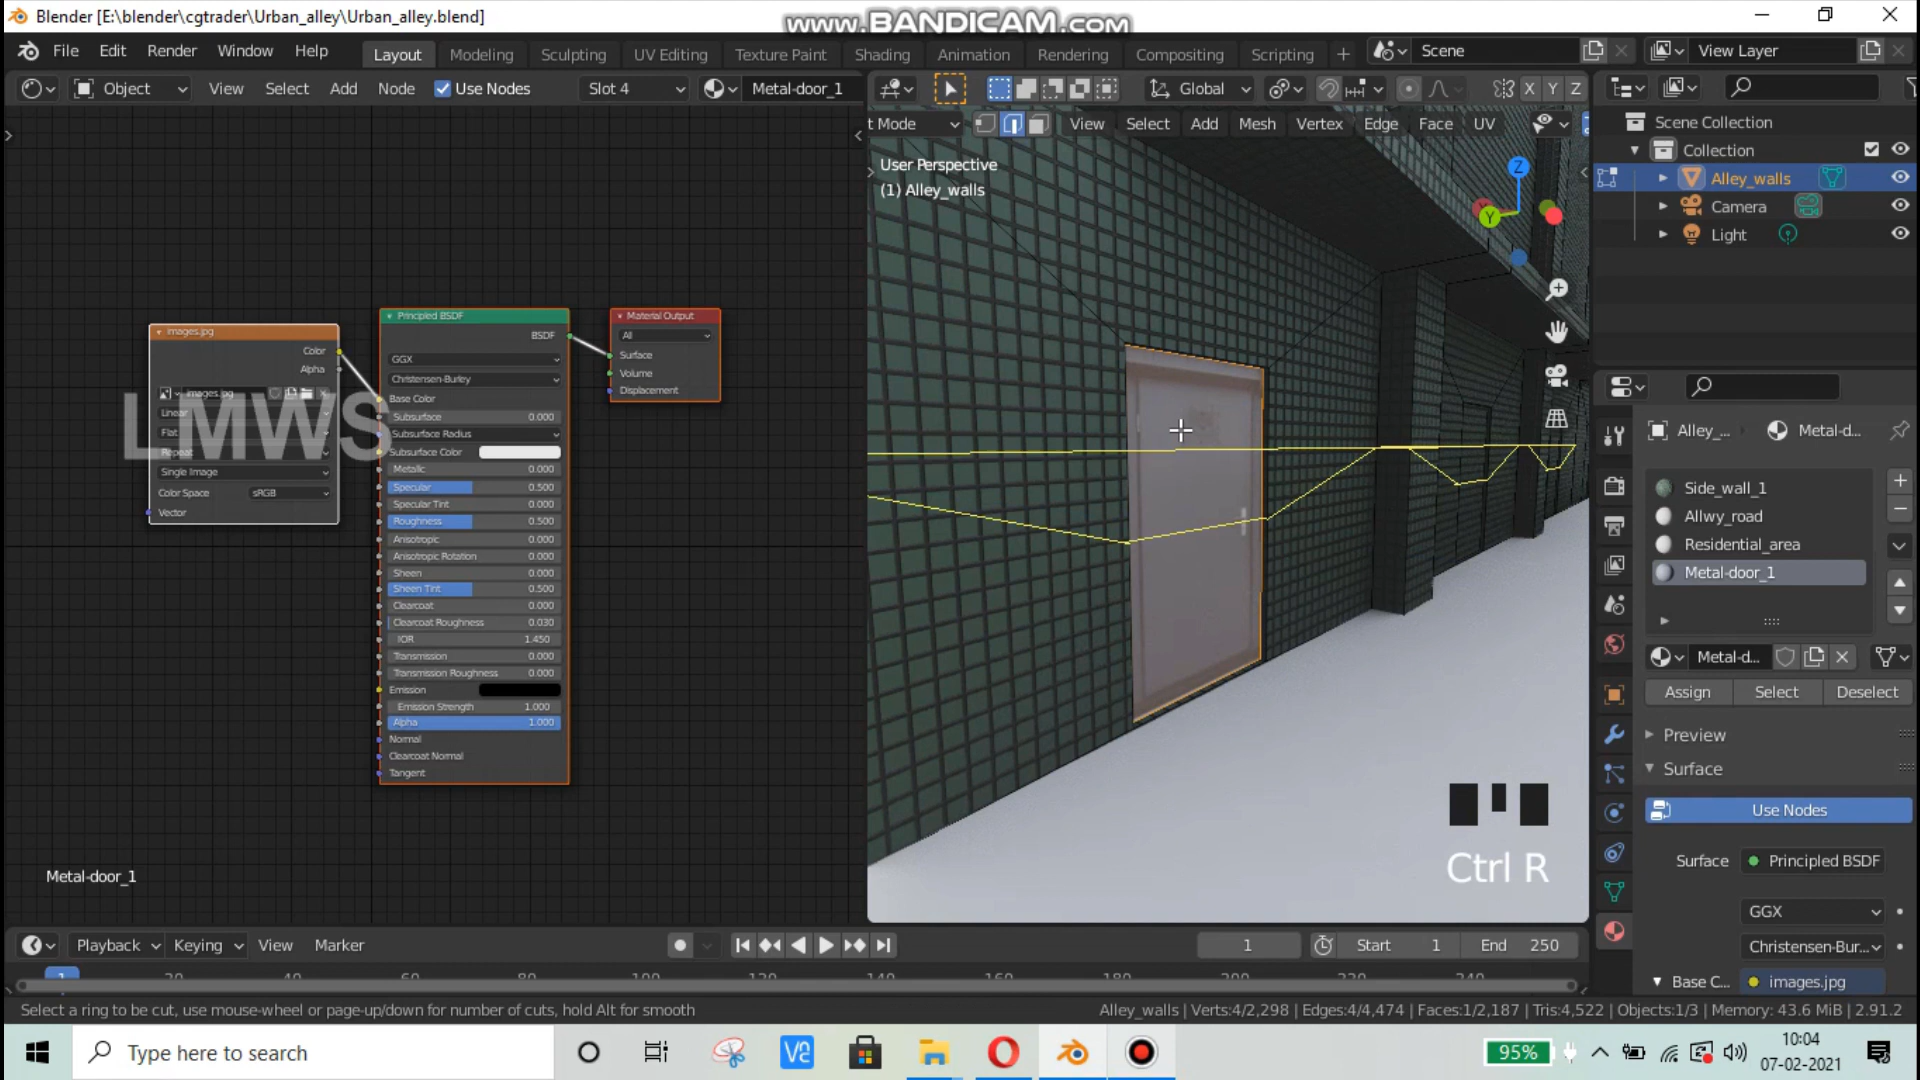 Blender [E:\blender\cgtrader\Urban_alley\Urban_alley.blend]
www.BANDICAM.com
File Edit Render Window Help
Layout Modeling Sculpting UV Editing Texture Paint Shading Animation Rendering Compositing Scripting
Scene
View Layer
Object View Select Add Node Use Nodes Slot 4 Metal-door_1
Global X Y Z
t Mode View Select Add Mesh Vertex Edge Face UV
User Perspective
(1) Alley_walls
Z
Y
images.jpg
Color
Alpha
images.jpg
Linear
Flat
Repeat
Single Image
Color Space sRGB
Vector
LMWS
Principled BSDF
BSDF
GGX
Christensen-Burley
Base Color
Subsurface 0.000
Subsurface Radius
Subsurface Color
Metallic 0.000
Specular 0.500
Specular Tint 0.000
Roughness 0.500
Anisotropic 0.000
Anisotropic Rotation 0.000
Sheen 0.000
Sheen Tint 0.500
Clearcoat 0.000
Clearcoat Roughness 0.030
IOR 1.450
Transmission 0.000
Transmission Roughness 0.000
Emission
Emission Strength 1.000
Alpha 1.000
Normal
Clearcoat Normal
Tangent
Material Output
All
Surface
Volume
Displacement
Metal-door_1
Ctrl R
Scene Collection
Collection
Alley_walls
Camera
Light
Alley_... Metal-d...
Side_wall_1
Allwy_road
Residential_area
Metal-door_1
Metal-d...
Assign Select Deselect
Preview
Surface
Use Nodes
Surface Principled BSDF
GGX
Christensen-Bur...
Base C... images.jpg
Playback Keying View Marker
1 Start 1 End 250
1 20 40 60 80 100 120 140 160 180 200 220 240
Select a ring to be cut, use mouse-wheel or page-up/down for number of cuts, hold Alt for smooth
Alley_walls | Verts:4/2,298 | Edges:4/4,474 | Faces:1/2,187 | Tris:4,522 | Objects:1/3 | Memory: 43.6 MiB | 2.91.2
Type here to search
95%
10:04
07-02-2021